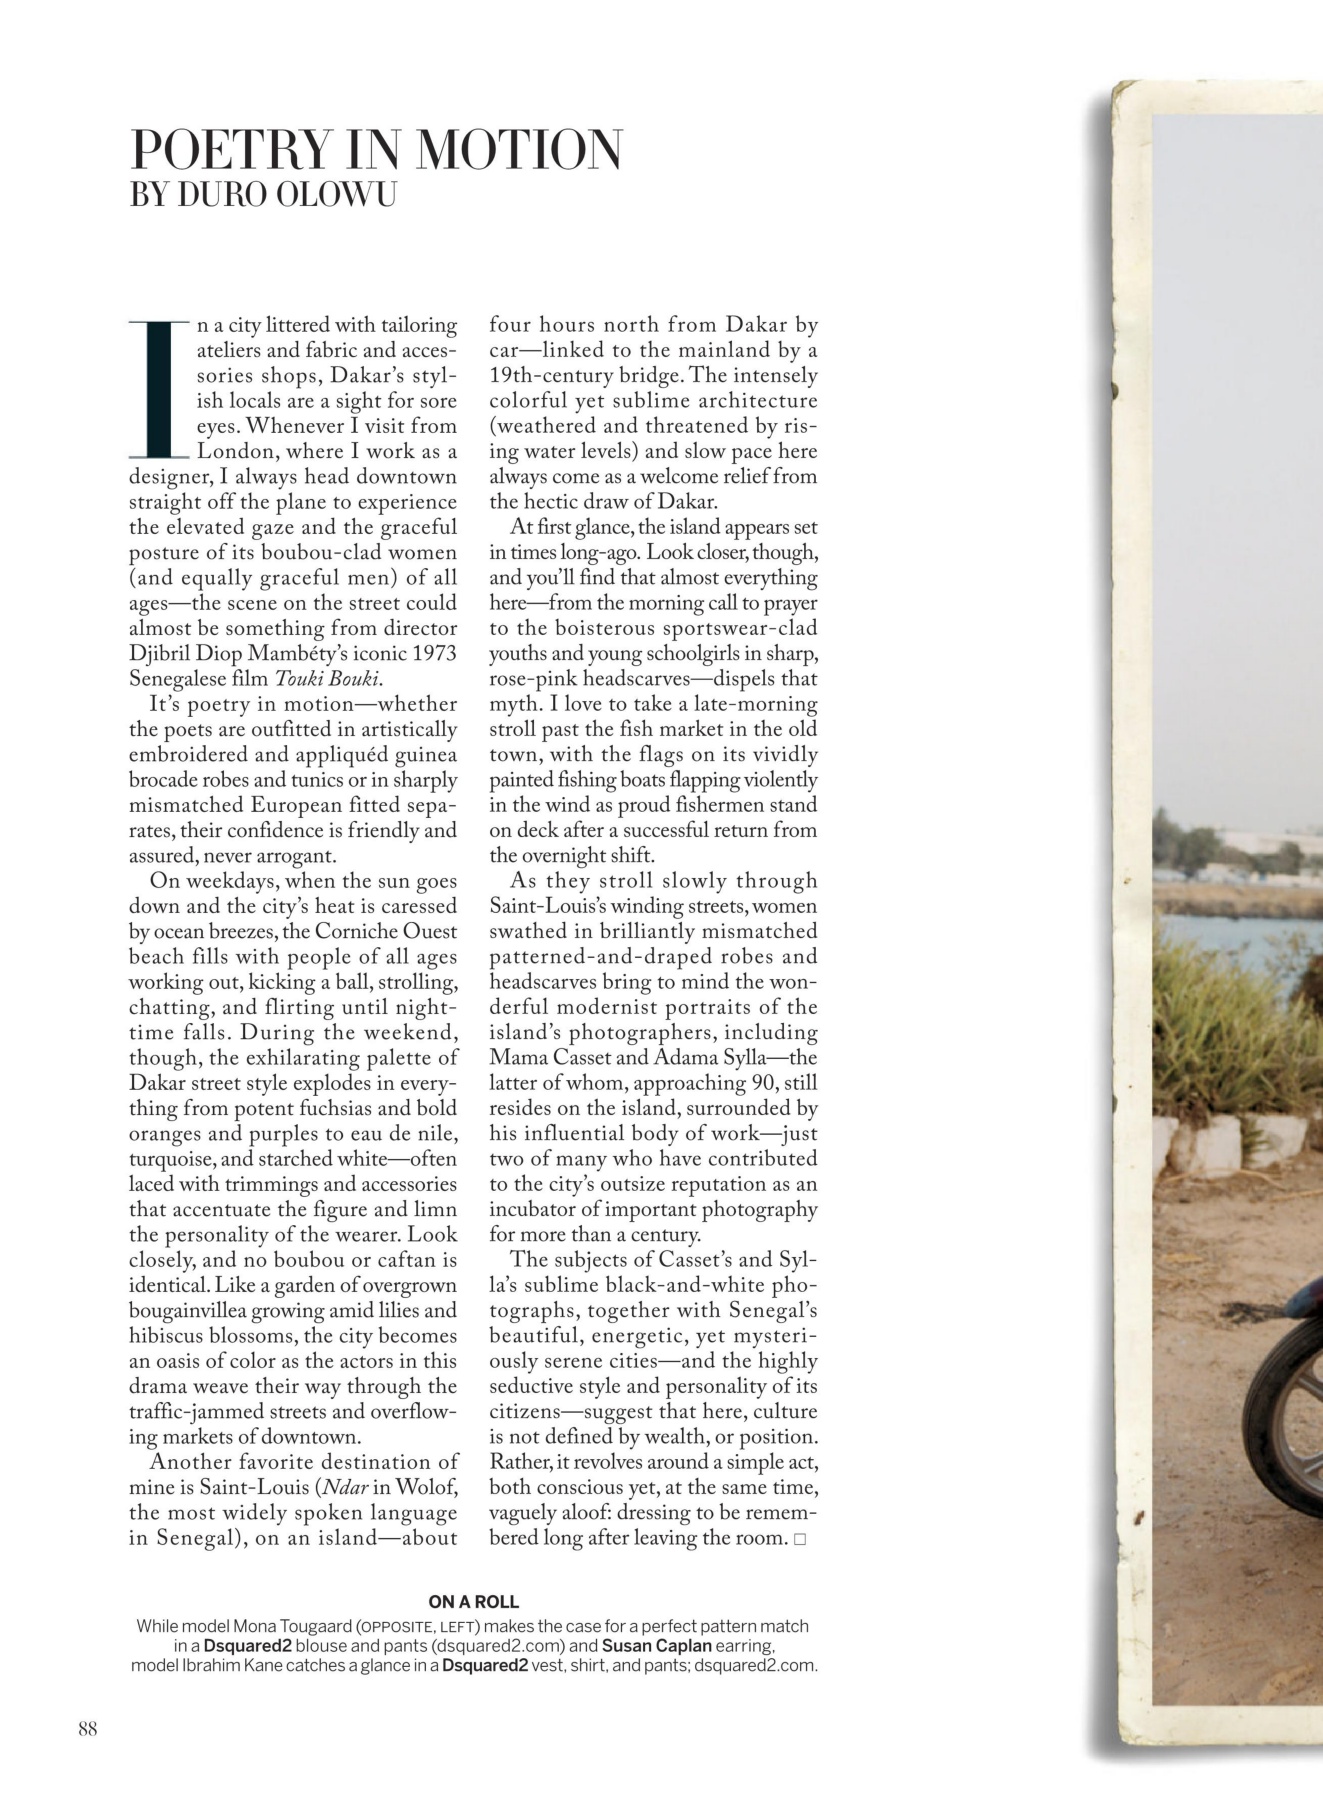 POETRY IN MOTION
BY DURO OLOWU
In a city littered with tailoring
ateliers and fabric and acces-
sories shops, Dakar’s styl-
ish locals are a sight for sore
eyes. Whenever I visit from
London, where I work as a
designer, I always head downtown
straight off the plane to experience
the elevated gaze and the graceful
posture of its boubou-clad women
(and equally graceful men) of all
ages—the scene on the street could
almost be something from director
Djibril Diop Mambéty’s iconic 1973
Senegalese film Touki Bouki.
It’s poetry in motion—whether
the poets are outfitted in artistically
embroidered and appliquéd guinea
brocade robes and tunics or in sharply
mismatched European fitted sepa-
rates, their confidence is friendly and
assured, never arrogant.
On weekdays, when the sun goes
down and the city’s heat is caressed
by ocean breezes, the Corniche Ouest
beach fills with people of all ages
working out, kicking a ball, strolling,
chatting, and flirting until night-
time falls. During the weekend,
though, the exhilarating palette of
Dakar street style explodes in every-
thing from potent fuchsias and bold
oranges and purples to eau de nile,
turquoise, and starched white—often
laced with trimmings and accessories
that accentuate the figure and limn
the personality of the wearer. Look
closely, and no boubou or caftan is
identical. Like a garden of overgrown
bougainvillea growing amid lilies and
hibiscus blossoms, the city becomes
an oasis of color as the actors in this
drama weave their way through the
traffic-jammed streets and overflow-
ing markets of downtown.
Another favorite destination of
mine is Saint-Louis (Ndar in Wolof,
the most widely spoken language
in Senegal), on an island—about
four hours north from Dakar by
car—linked to the mainland by a
19th-century bridge. The intensely
colorful yet sublime architecture
(weathered and threatened by ris-
ing water levels) and slow pace here
always come as a welcome relief from
the hectic draw of Dakar.
At first glance, the island appears set
in times long-ago. Look closer, though,
and you’ll find that almost everything
here—from the morning call to prayer
to the boisterous sportswear-clad
youths and young schoolgirls in sharp,
rose-pink headscarves—dispels that
myth. I love to take a late-morning
stroll past the fish market in the old
town, with the flags on its vividly
painted fishing boats flapping violently
in the wind as proud fishermen stand
on deck after a successful return from
the overnight shift.
As they stroll slowly through
Saint-Louis’s winding streets, women
swathed in brilliantly mismatched
patterned-and-draped robes and
headscarves bring to mind the won-
derful modernist portraits of the
island’s photographers, including
Mama Casset and Adama Sylla—the
latter of whom, approaching 90, still
resides on the island, surrounded by
his influential body of work—just
two of many who have contributed
to the city’s outsize reputation as an
incubator of important photography
for more than a century.
The subjects of Casset’s and Syl-
la’s sublime black-and-white pho-
tographs, together with Senegal’s
beautiful, energetic, yet mysteri-
ously serene cities—and the highly
seductive style and personality of its
citizens—suggest that here, culture
is not defined by wealth, or position.
Rather, it revolves around a simple act,
both conscious yet, at the same time,
vaguely aloof: dressing to be remem-
bered long after leaving the room. □
ON A ROLL
While model Mona Tougaard (OPPOSITE, LEFT) makes the case for a perfect pattern match
in a Dsquared2 blouse and pants (dsquared2.com) and Susan Caplan earring,
model Ibrahim Kane catches a glance in a Dsquared2 vest, shirt, and pants; dsquared2.com.
88